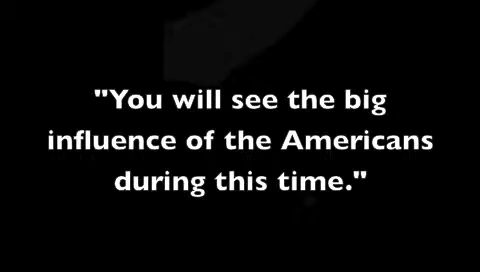 "You will see the big
influence of the Americans
during this time."